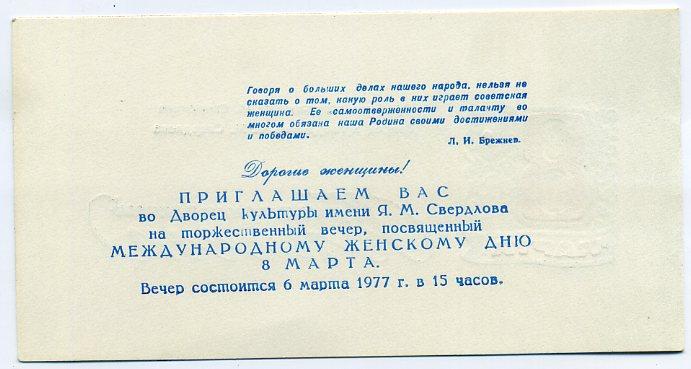 Говоря о больших делах нашего народа, нельзя не
сказать о том, какую роль в них играет советская
женщина. Ее самоотверженности и таланту во
многом обязана наша Родина своими достижениями
и победами.
Л. И. Брежнев.
Дорогие женщины!
ПРИГЛАШАЕМ ВАС
во Дворец культуры имени Я. М. Свердлова
на торжественный вечер, посвященный
МЕЖДУНАРОДНОМУ ЖЕНСКОМУ ДНЮ
8 МАРТА.
Вечер состоится 6 марта 1977 г. в 15 часов.